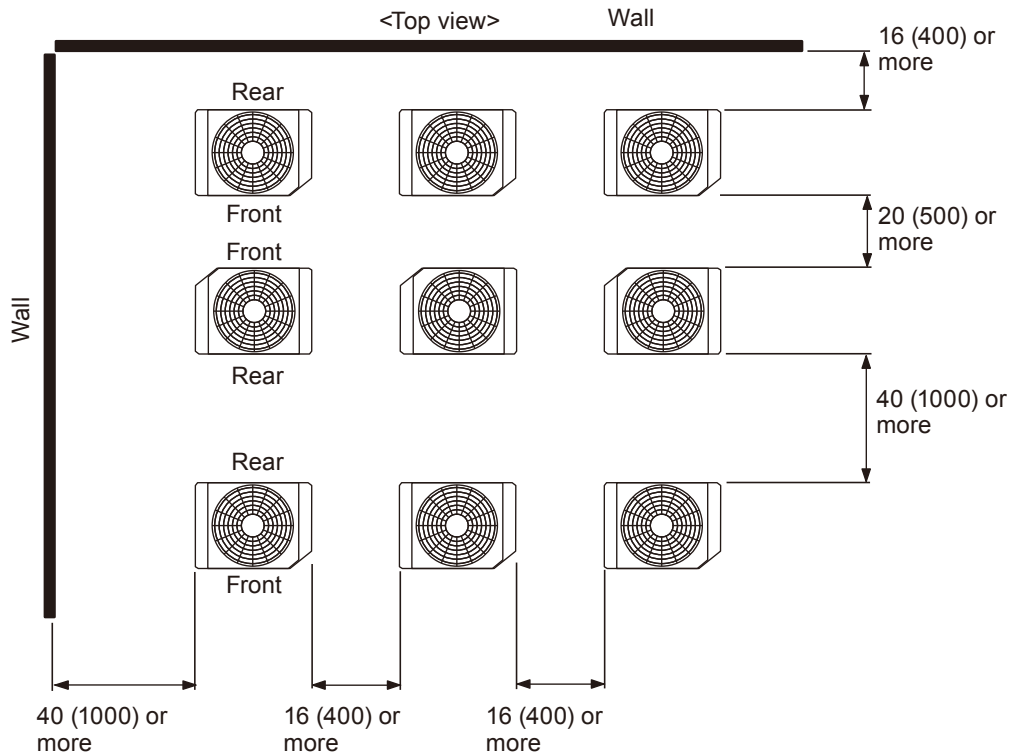 <Top view>
Wall
16 (400) or
more
Rear
Front
20 (500) or
more
Front
Wall
Rear
40 (1000) or
more
Rear
Front
40 (1000) or
more
16 (400) or
more
16 (400) or
more